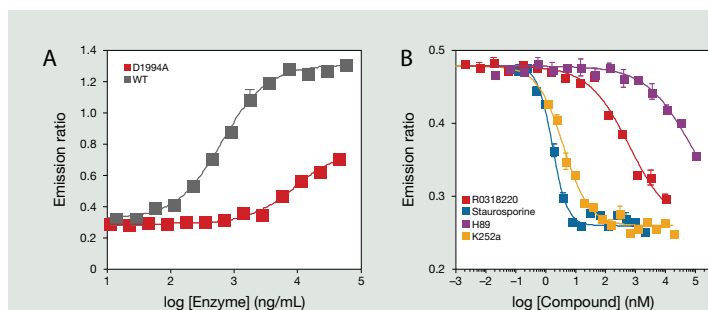 A
D1994A
WT
1.4
1.2
1.0
0.8
0.6
0.4
0.2
0
1
2
3
4
5
Emission ratio
log [Enzyme] (ng/mL)
B
0.5
0.4
0.3
0.2
−3
−2
−1
0
1
2
3
4
5
Emission ratio
R0318220
Staurosporine
H89
K252a
log [Compound] (nM)